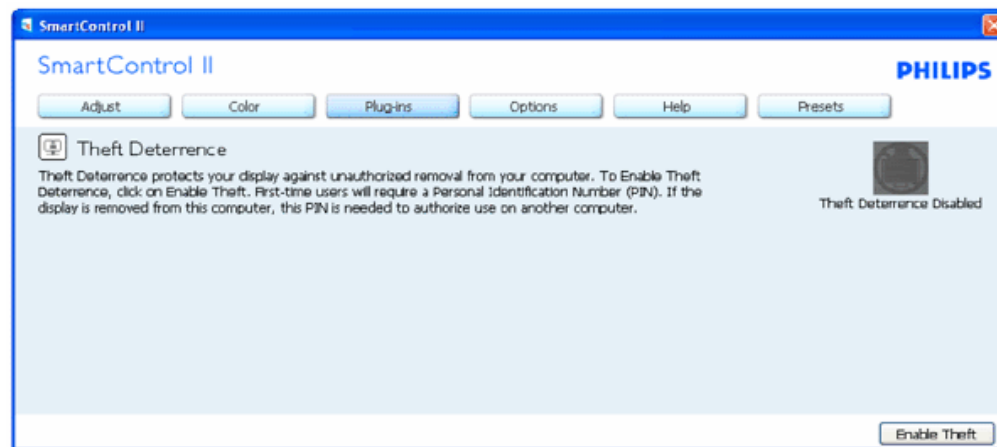 SmartControl II
SmartControl II
PHILIPS
Adjust Color Plug-ins Options Help Presets
Theft Deterrence
Theft Deterrence protects your display against unauthorized removal from your computer. To Enable Theft
Deterrence, click on Enable Theft. First-time users will require a Personal Identification Number (PIN). If the
display is removed from this computer, this PIN is needed to authorize use on another computer.
Theft Deterrence Disabled
Enable Theft